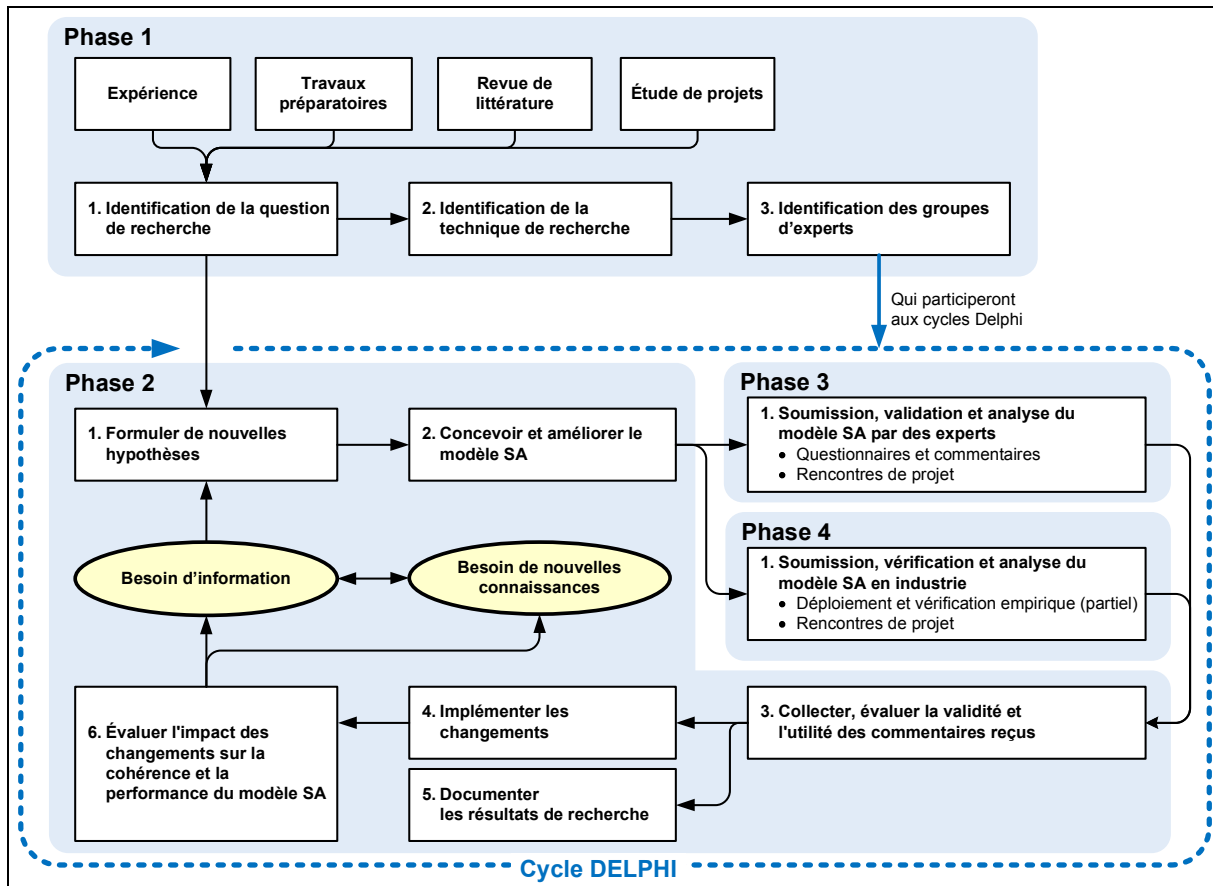 Phase 1
Expérience
Travaux
préparatoires
Revue de
littérature
Étude de projets
1. Identification de la question
de recherche
2. Identification de la
technique de recherche
3. Identification des groupes
d'experts
Qui participeront
aux cycles Delphi
Phase 2
1. Formuler de nouvelles
hypothèses
2. Concevoir et améliorer le
modèle SA
Phase 3
1. Soumission, validation et analyse du
modèle SA par des experts
• Questionnaires et commentaires
• Rencontres de projet
Phase 4
1. Soumission, vérification et analyse du
modèle SA en industrie
• Déploiement et vérification empirique (partiel)
• Rencontres de projet
Besoin d'information
Besoin de nouvelles
connaissances
3. Collecter, évaluer la validité et
l'utilité des commentaires reçus
4. Implémenter les
changements
5. Documenter
les résultats de recherche
6. Évaluer l'impact des
changements sur la
cohérence et la
performance du modèle SA
Cycle DELPHI